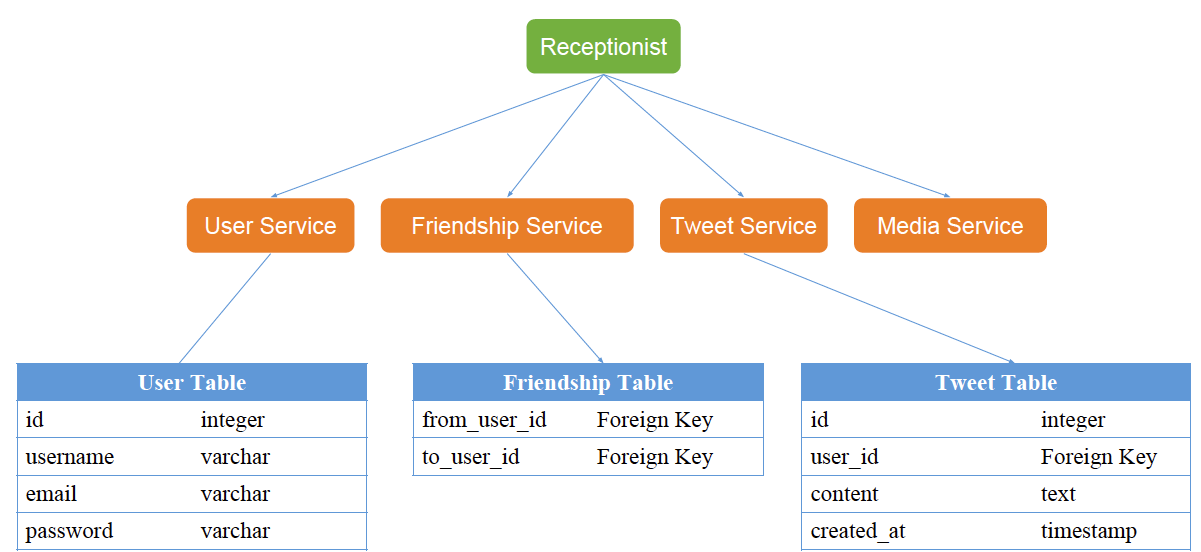 Receptionist
User Service Friendship Service Tweet Service Media Service
User Table
id integer
username varchar
email varchar
password varchar
Friendship Table
from_user_id Foreign Key
to_user_id Foreign Key
Tweet Table
id integer
user_id Foreign Key
content text
created_at timestamp